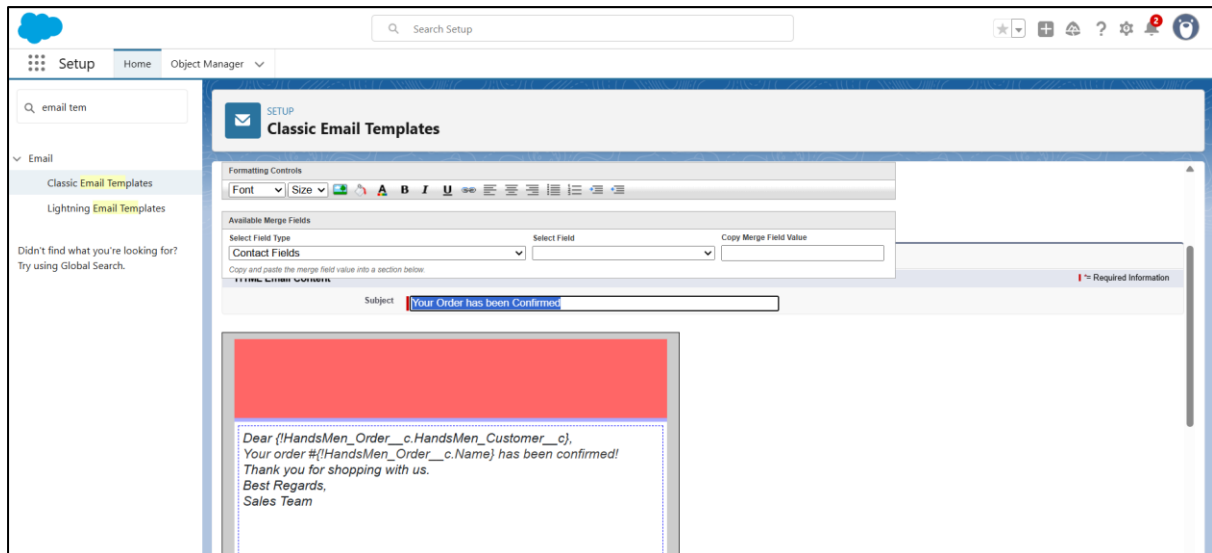 Search Setup
2
Setup Home Object Manager
email tem
SETUP
Classic Email Templates
Email
Classic Email Templates
Lightning Email Templates
Didn't find what you're looking for?
Try using Global Search.
Formatting Controls
Font Size A B I U
Available Merge Fields
Select Field Type Select Field Copy Merge Field Value
Contact Fields
Copy and paste the merge field value into a section below.
HTML Email Content = Required Information
Subject Your Order has been Confirmed
Dear {!HandsMen_Order__c.HandsMen_Customer__c},
Your order #{!HandsMen_Order__c.Name} has been confirmed!
Thank you for shopping with us.
Best Regards,
Sales Team